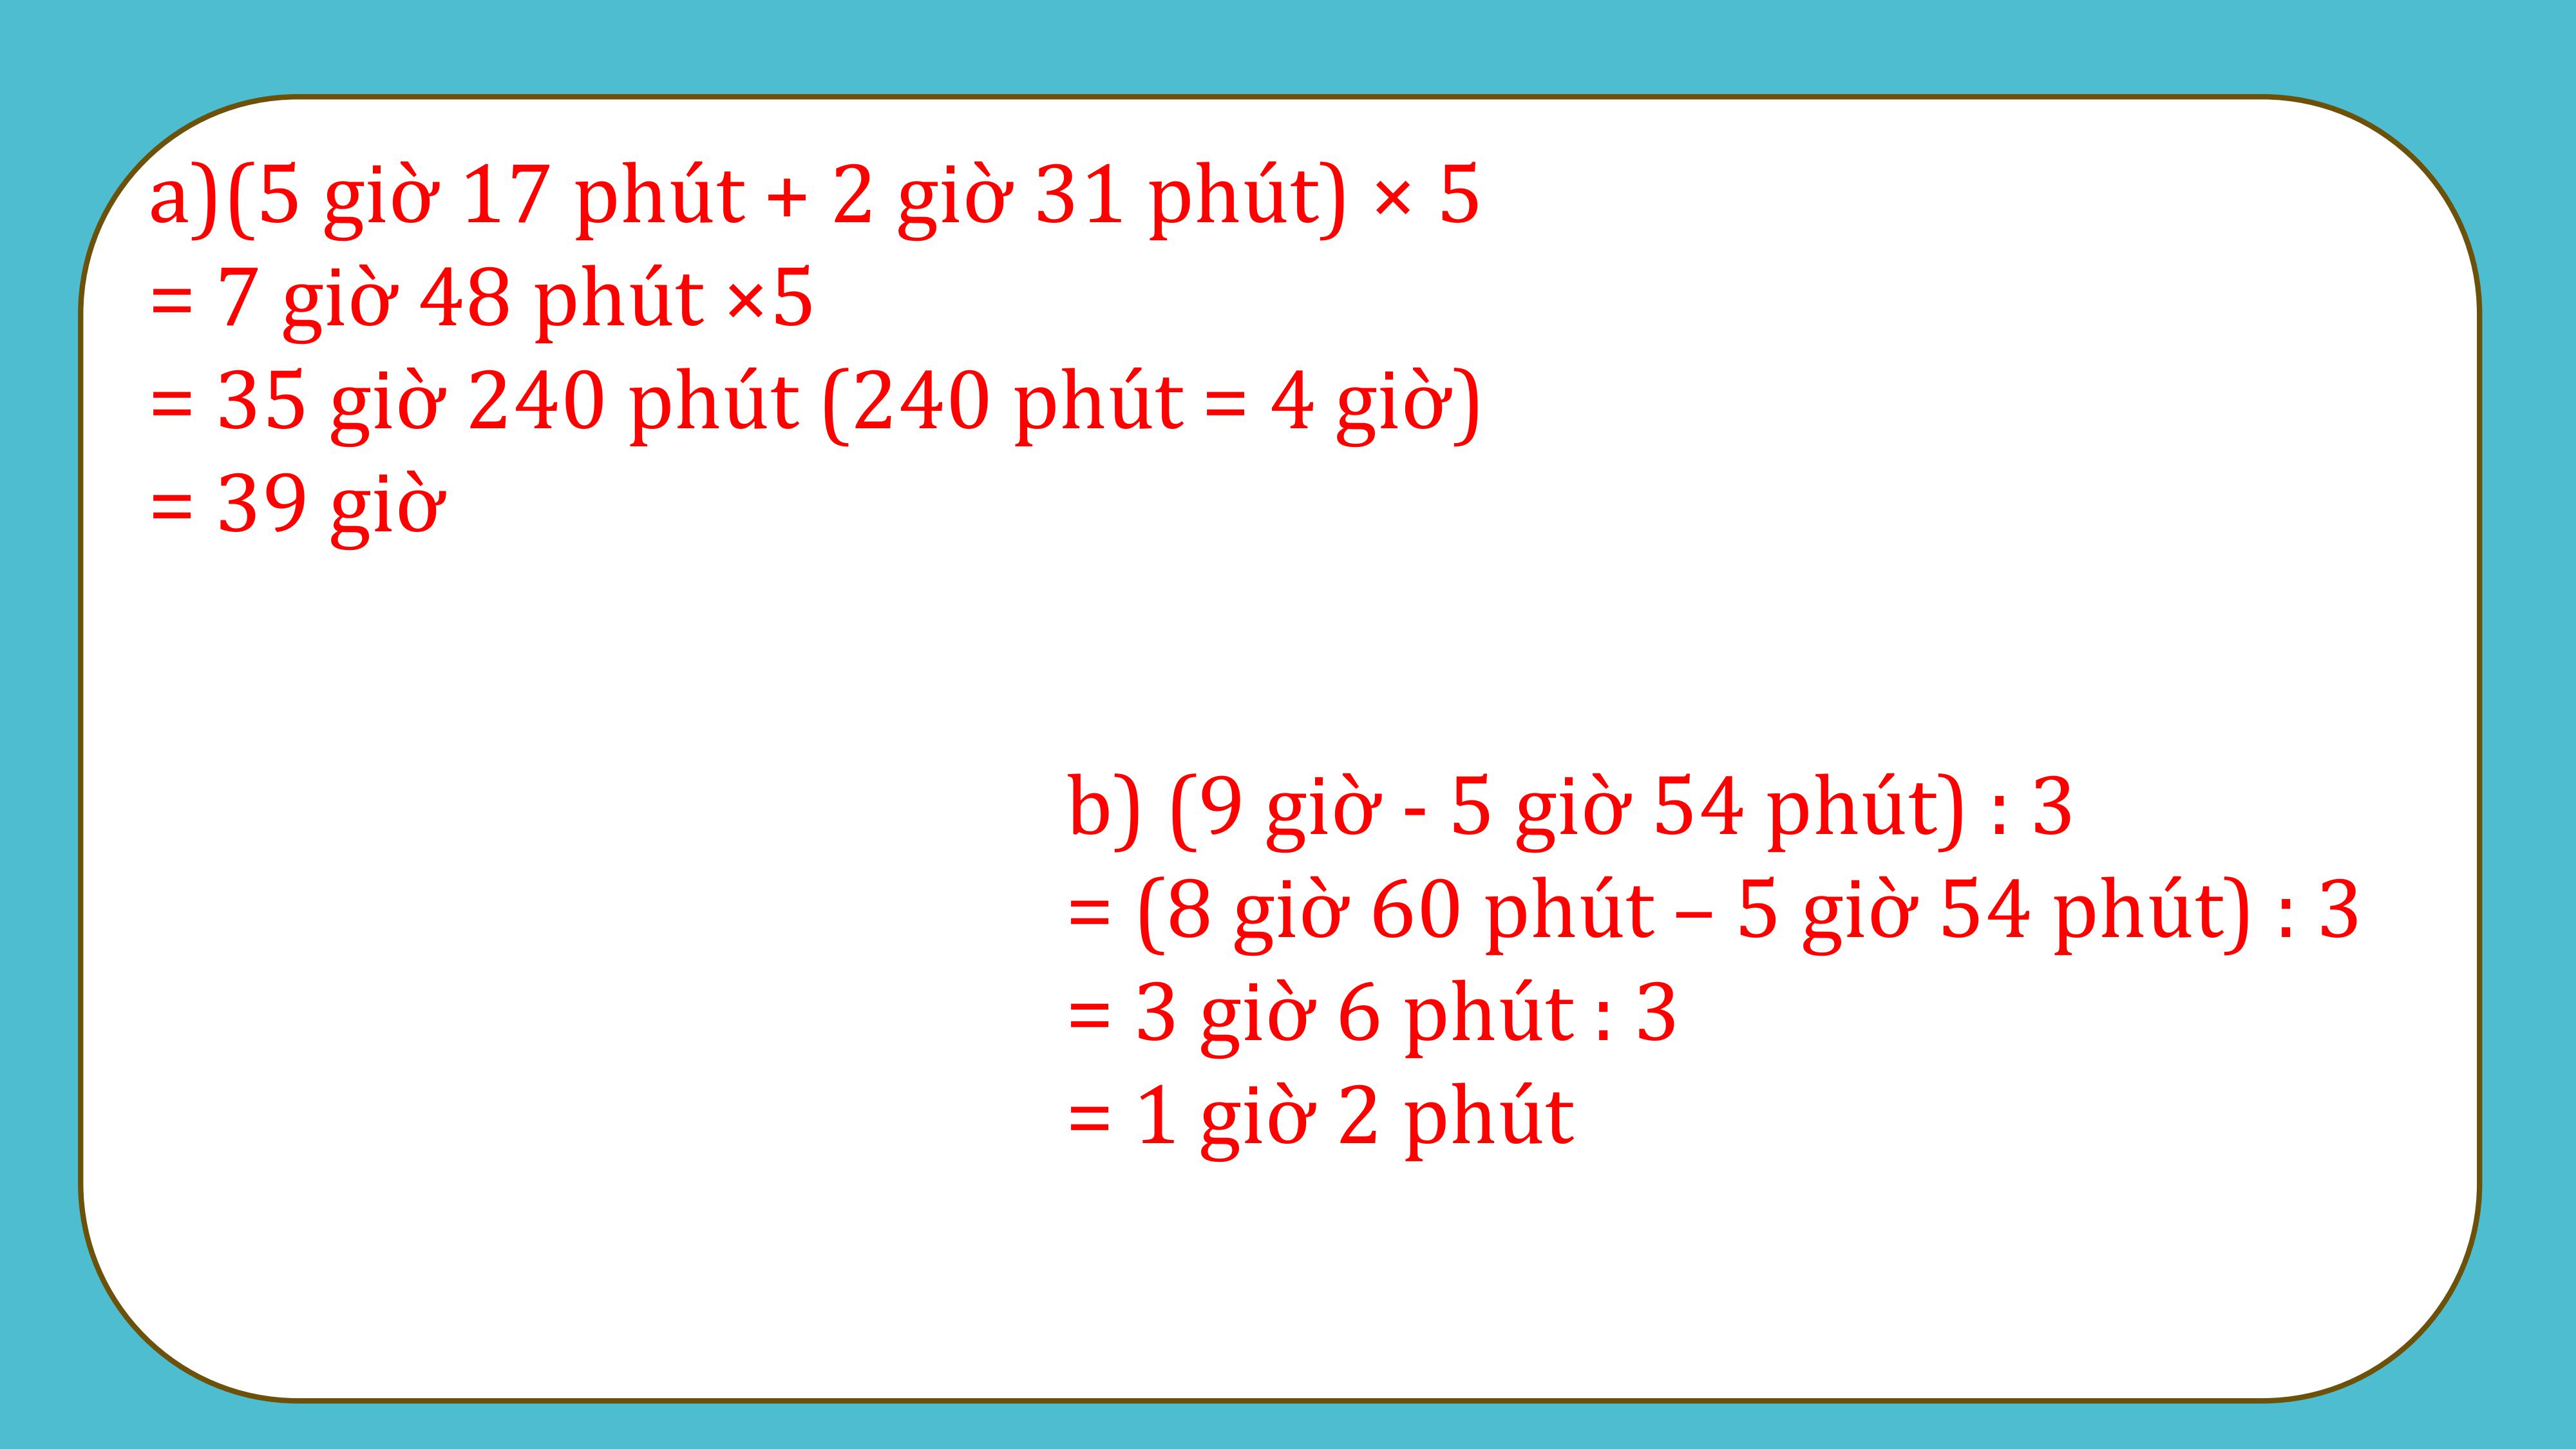 a)(5 giờ 17 phút + 2 giờ 31 phút) × 5
= 7 giờ 48 phút ×5
= 35 giờ 240 phút (240 phút = 4 giờ)
= 39 giờ
b) (9 giờ - 5 giờ 54 phút) : 3
= (8 giờ 60 phút – 5 giờ 54 phút) : 3
= 3 giờ 6 phút : 3
= 1 giờ 2 phút